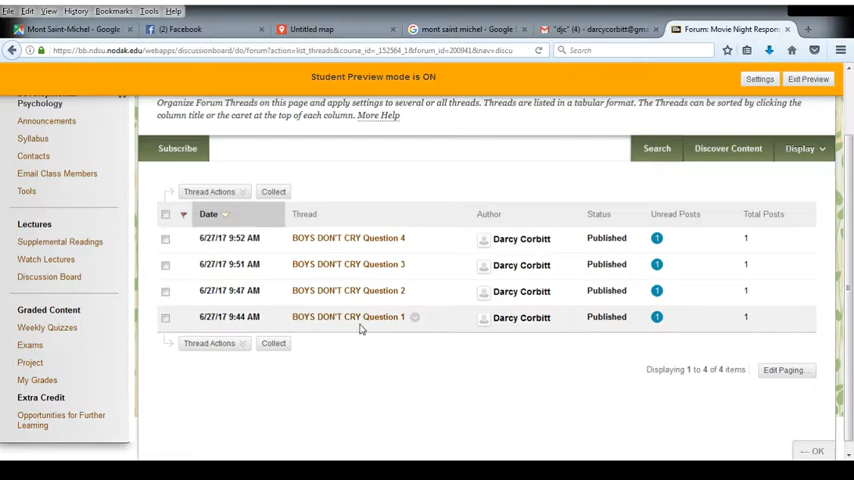 File Edit View History Bookmarks Tools Help
Mont Saint-Michel - Google
(2) Facebook
Untitled map
mont saint michel - Google S
"djc" (4) - darcycorbitt@gma
Forum: Movie Night Respon
https://bb.ndsu.nodak.edu/webapps/discussionboard/do/forum?action=list_threads&course_id=_152564_1&forum_id=200941&nav=discu
Search
Student Preview mode is ON
Settings
Exit Preview
Developmental
Psychology
Announcements
Syllabus
Contacts
Email Class Members
Tools
Lectures
Supplemental Readings
Watch Lectures
Discussion Board
Graded Content
Weekly Quizzes
Exams
Project
My Grades
Extra Credit
Opportunities for Further
Learning
Organize Forum Threads on this page and apply settings to several or all threads. Threads are listed in a tabular format. The Threads can be sorted by clicking the
column title or the caret at the top of each column. More Help
Subscribe
Search
Discover Content
Display
Thread Actions
Collect
Date Thread Author Status Unread Posts Total Posts
6/27/17 9:52 AM BOYS DON'T CRY Question 4 Darcy Corbitt Published 1 1
6/27/17 9:51 AM BOYS DON'T CRY Question 3 Darcy Corbitt Published 1 1
6/27/17 9:47 AM BOYS DON'T CRY Question 2 Darcy Corbitt Published 1 1
6/27/17 9:44 AM BOYS DON'T CRY Question 1 Darcy Corbitt Published 1 1
Thread Actions
Collect
Displaying 1 to 4 of 4 items
Edit Paging...
← OK